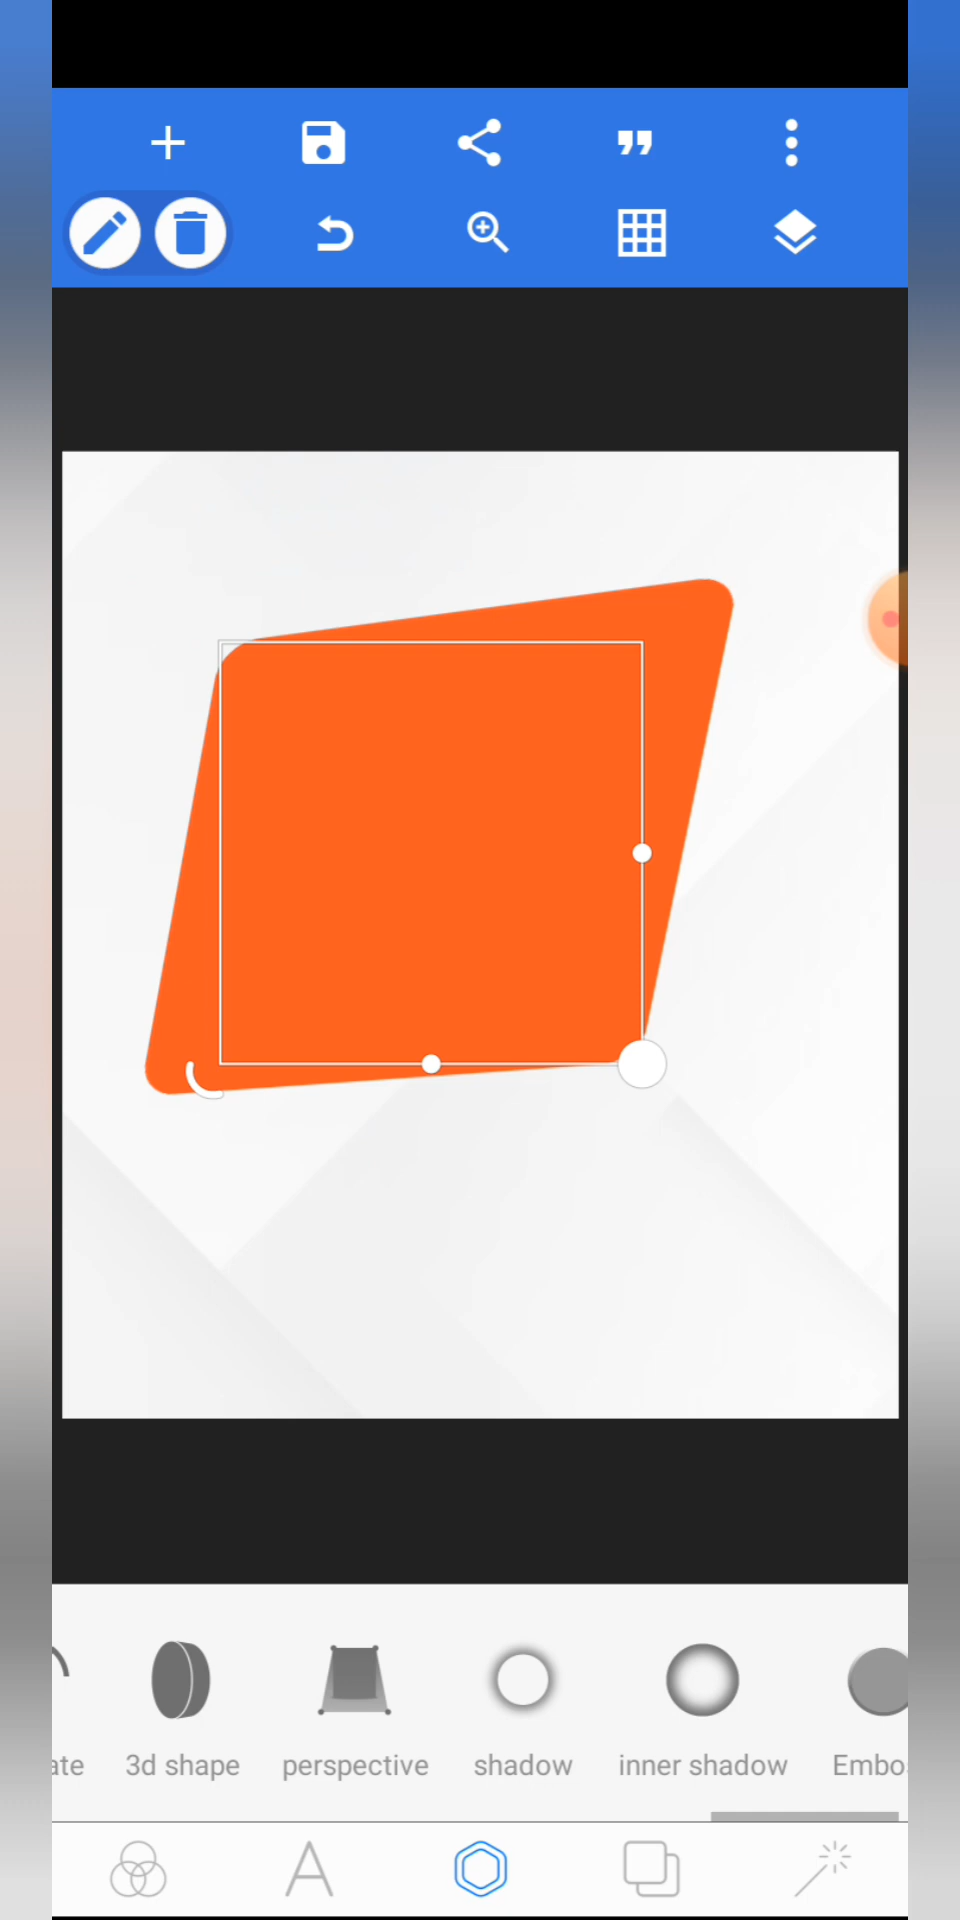 ate
3d shape
perspective
shadow
inner shadow
Embo